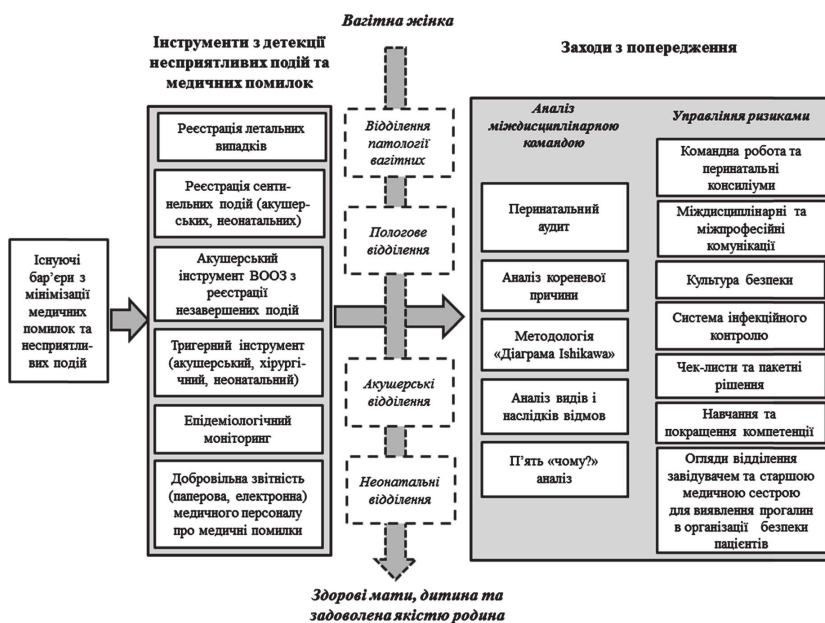 Вагітна жінка
Інструменти з детекції
несприятливих подій та
медичних помилок
Заходи з попередження
Існуючі
бар’єри з
мінімізації
медичних
помилок та
несприятли-
вих подій
Реєстрація летальних
випадків
Реєстрація сенти-
нельних подій (акушер-
ських, неонатальних)
Акушерський
інструмент ВООЗ з
реєстрації
незавершених подій
Тригерний інструмент
(акушерський, хірургі-
чний, неонатальний)
Епідеміологічний
моніторинг
Добровільна звітність
(паперова, електронна)
медичного персоналу
про медичні помилки
Відділення
патології
вагітних
Пологове
відділення
Акушерські
відділення
Неонатальні
відділення
Аналіз
міждисциплінарною
командою
Перинатальний
аудит
Аналіз кореневої
причини
Методологія
«Діаграма Ishikawa»
Аналіз видів і
наслідків відмов
П’ять «чому?»
аналіз
Управління ризиками
Командна робота та
перинатальні
консиліуми
Міждисциплінарні та
міжпрофесійні
комунікації
Культура безпеки
Система інфекційного
контролю
Чек-листи та пакетні
рішення
Навчання та
покращення компетенції
Огляди відділення
завідувачем та старшою
медичною сестрою
для виявлення прогалин
в організації безпеки
пацієнтів
Здорові мати, дитина та
задоволена якістю родина